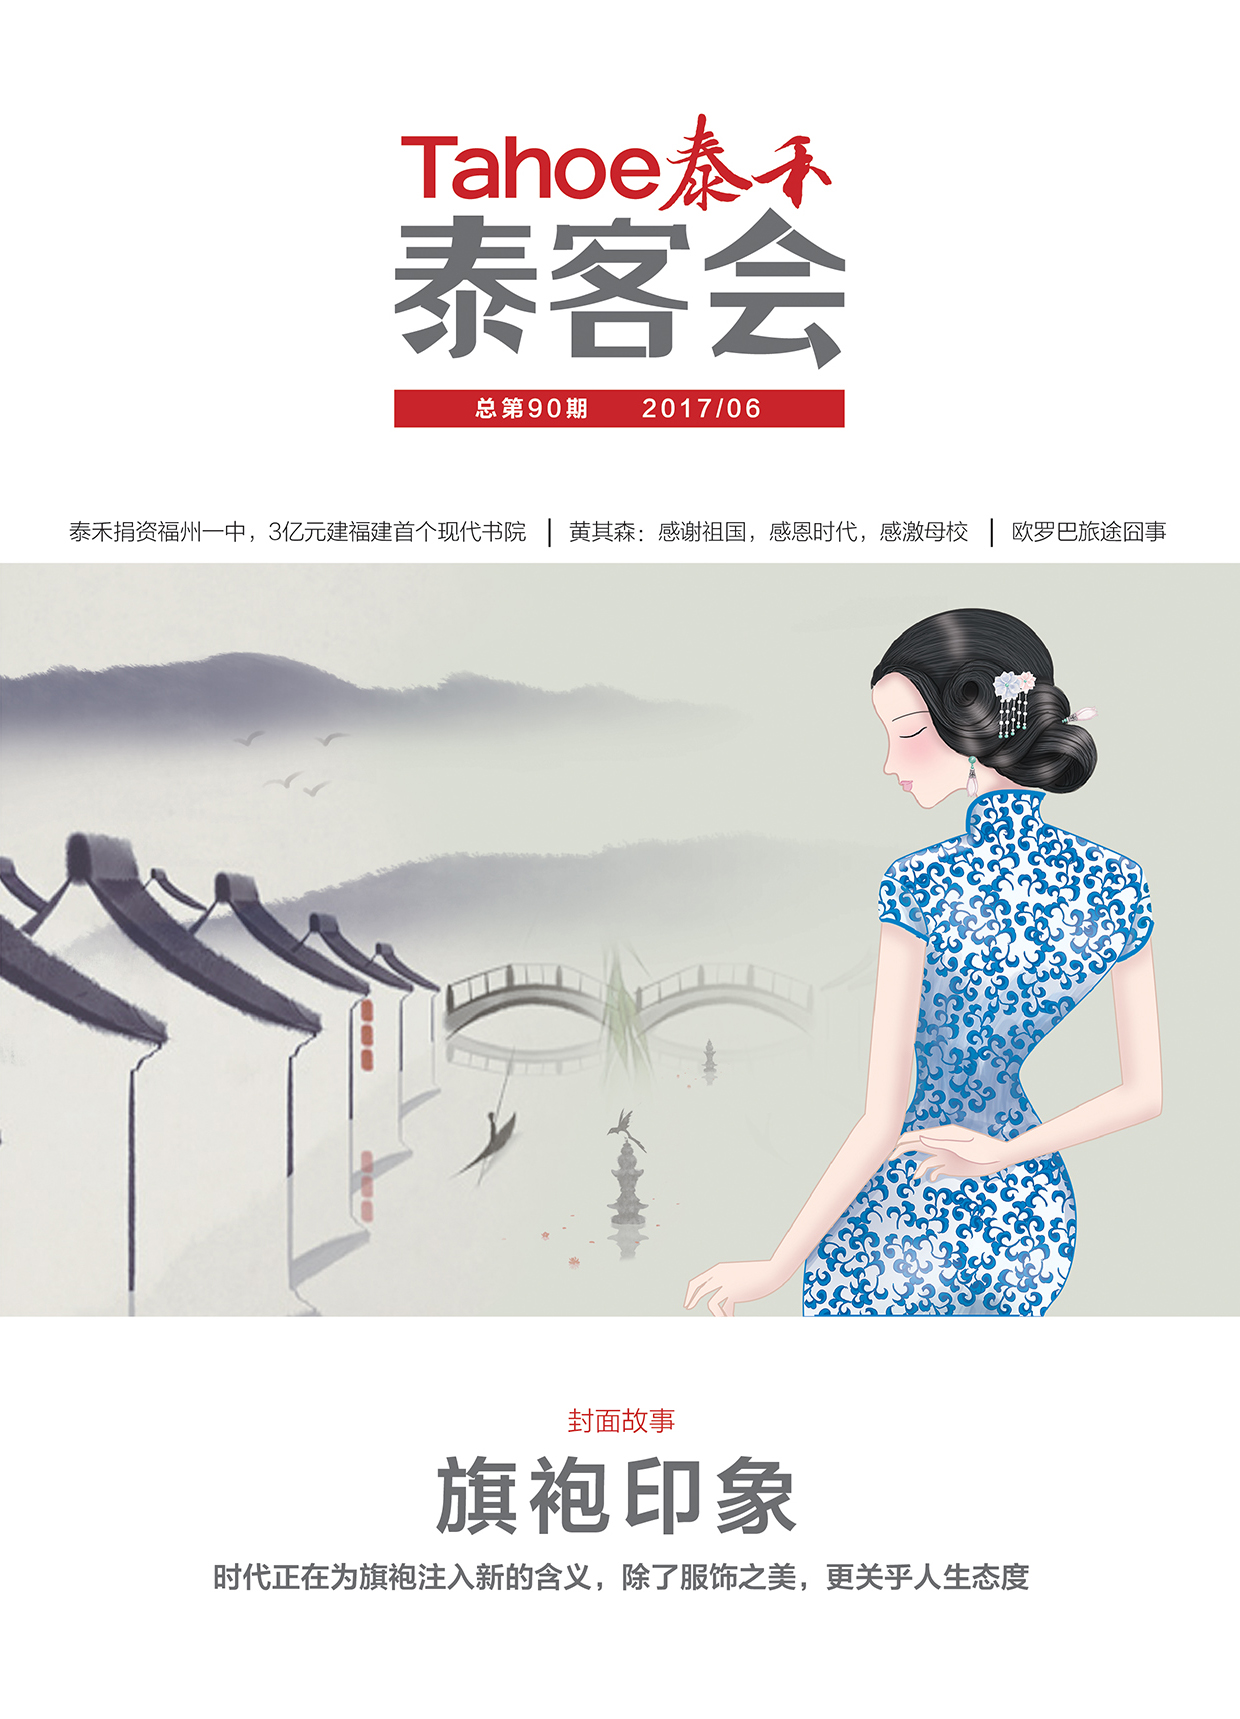 Tahoe泰禾
泰客会
总第90期 2017/06
泰禾捐资福州一中，3亿元建福建首个现代书院 | 黄其森：感谢祖国，感恩时代，感激母校 | 欧罗巴旅途囧事
封面故事
旗袍印象
时代正在为旗袍注入新的含义，除了服饰之美，更关乎人生态度